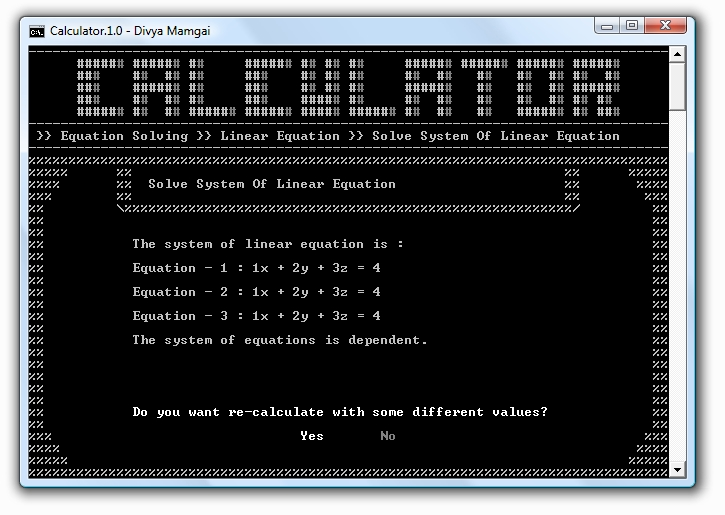 Calculator.1.0 - Divya Mamgai
CALCULATOR
>> Equation Solving >> Linear Equation >> Solve System Of Linear Equation
Solve System Of Linear Equation
The system of linear equation is :
Equation - 1 : 1x + 2y + 3z = 4
Equation - 2 : 1x + 2y + 3z = 4
Equation - 3 : 1x + 2y + 3z = 4
The system of equations is dependent.
Do you want re-calculate with some different values?
Yes No